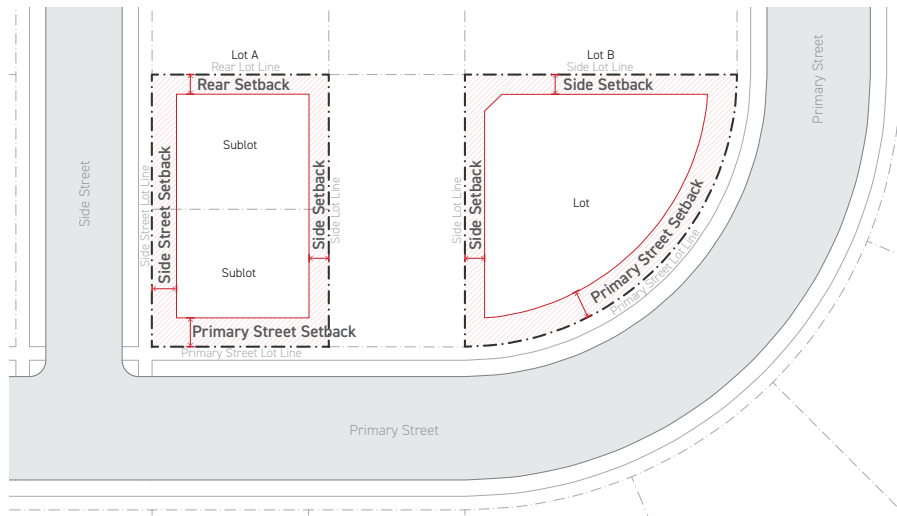 Lot A
Rear Lot Line
Rear Setback
Sublot
Sublot
Side Street
Side Street Lot Line
Side Street Setback
Side Setback
Side Lot Line
Primary Street Setback
Primary Street Lot Line
Lot B
Side Lot Line
Side Setback
Side Lot Line
Side Setback
Lot
Primary Street Setback
Primary Street Lot Line
Primary Street
Primary Street